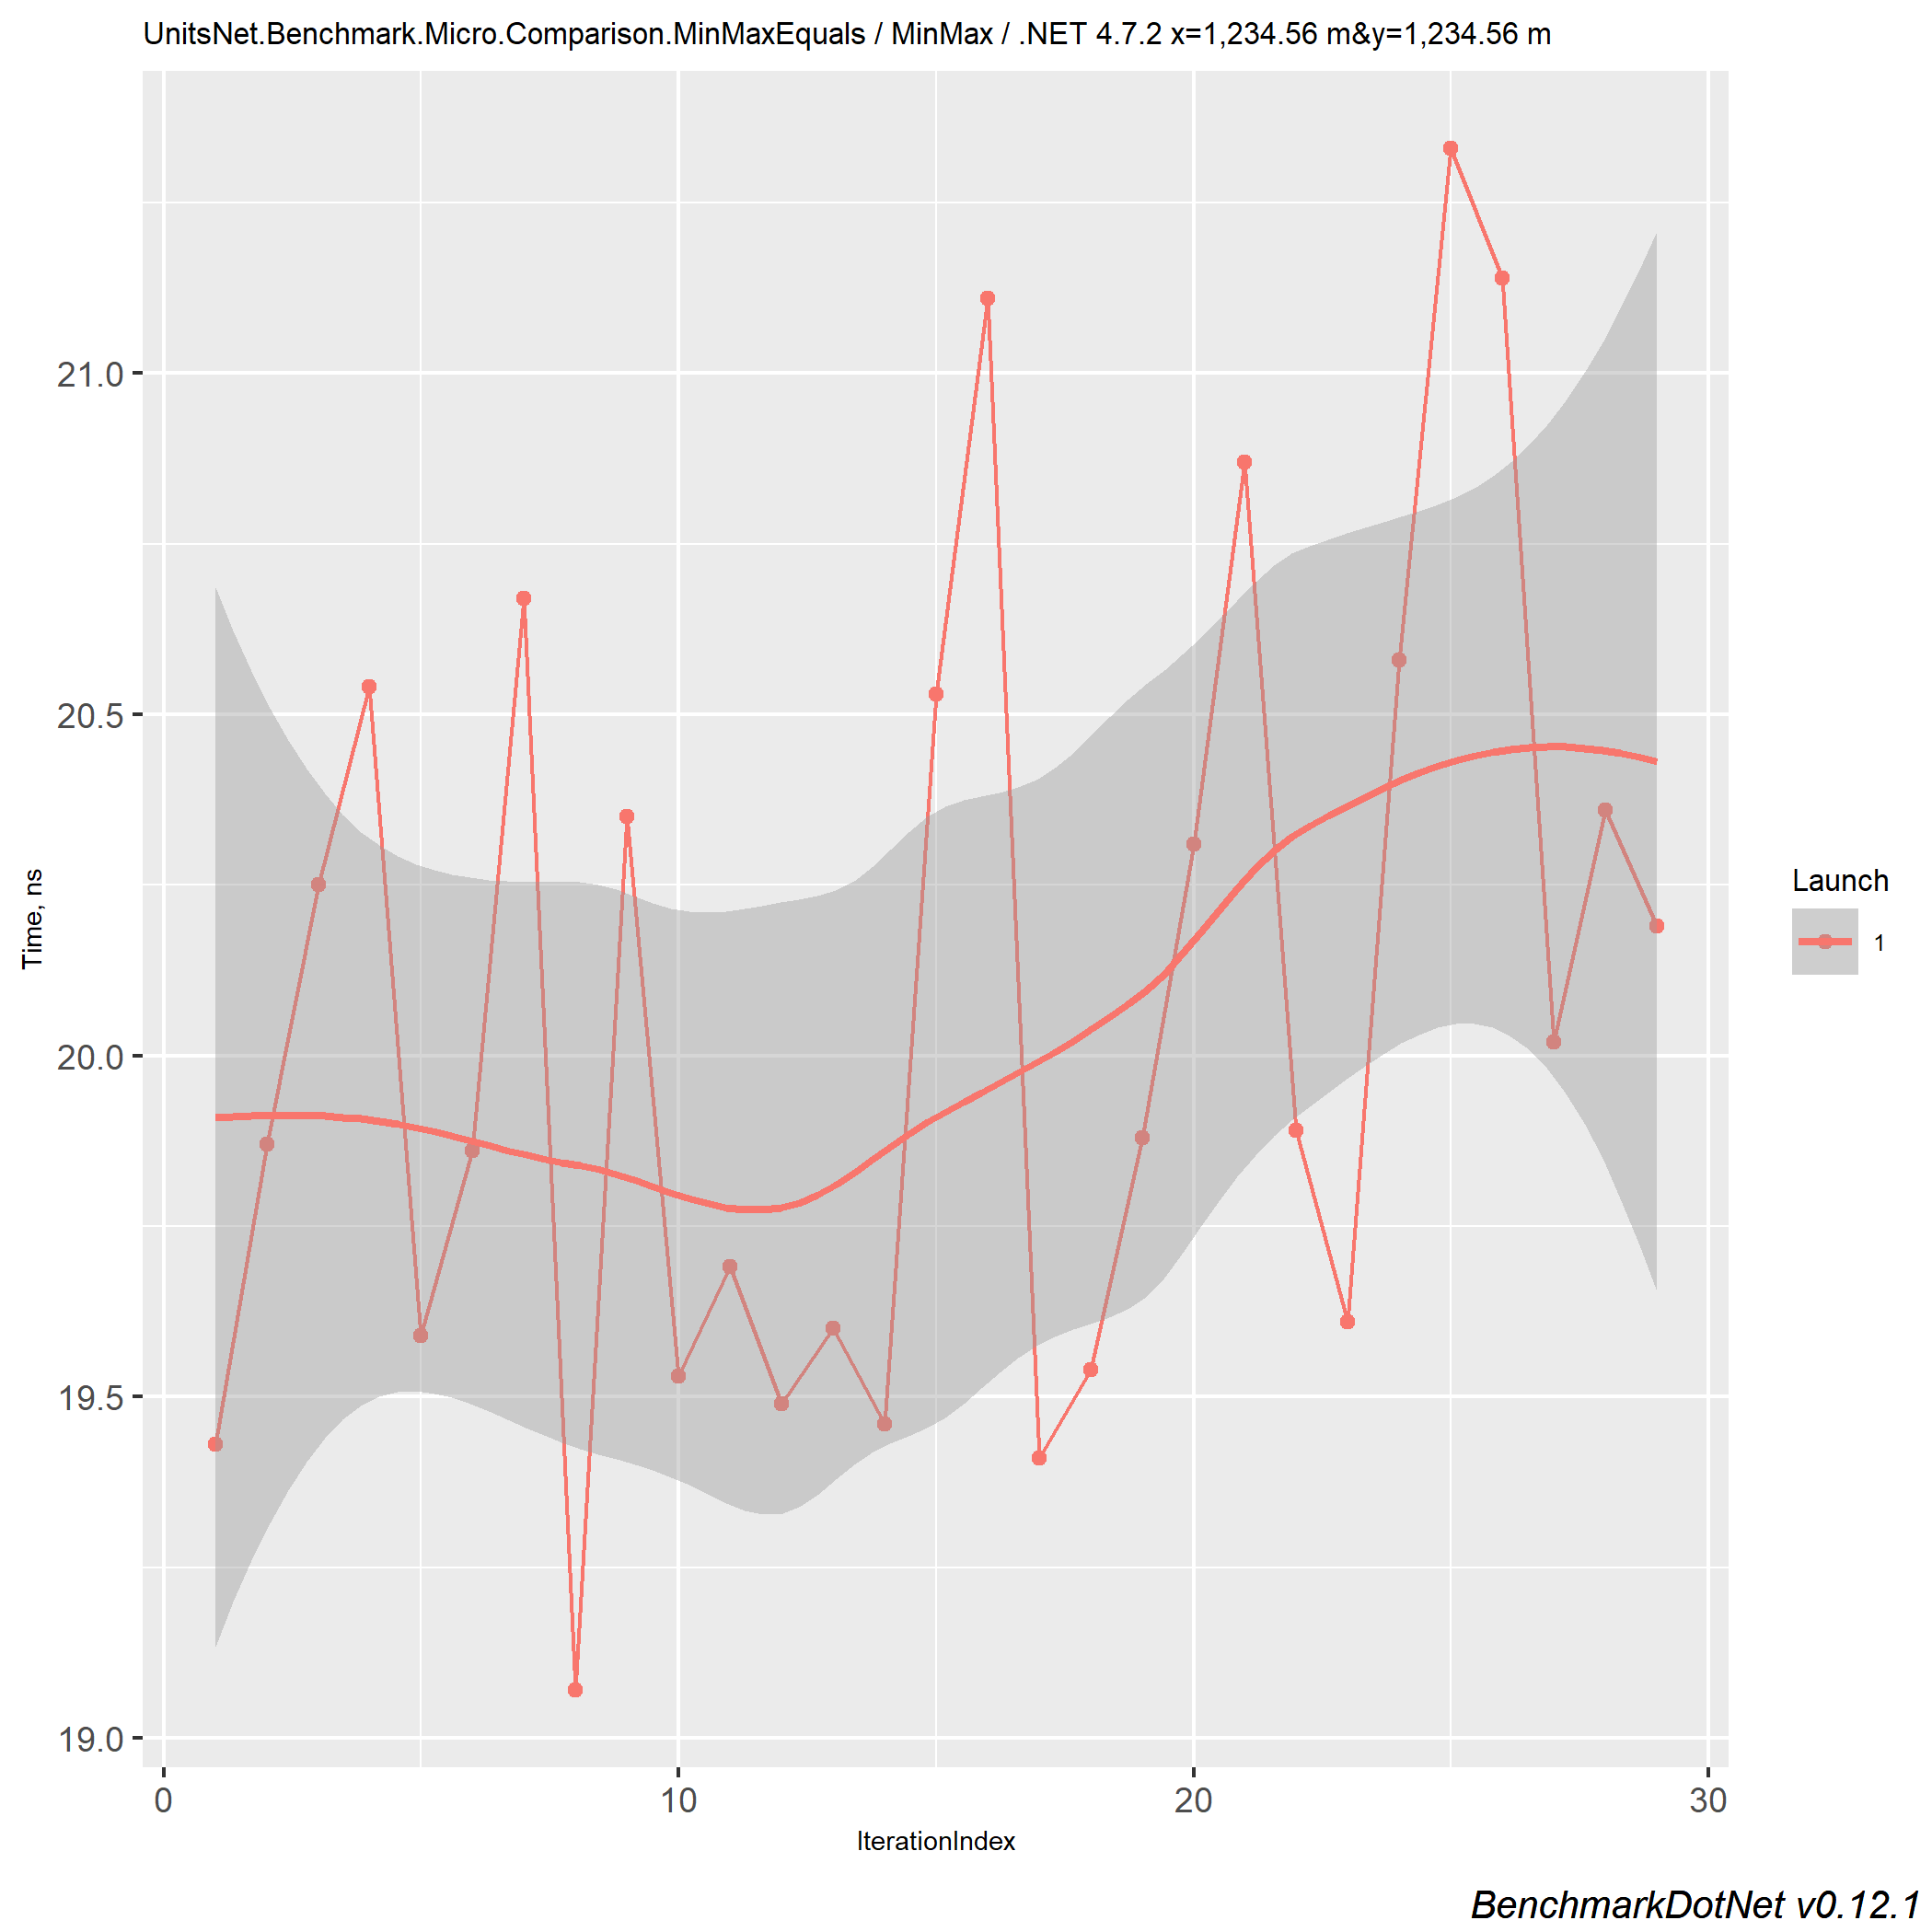 UnitsNet.Benchmark.Micro.Comparison.MinMaxEquals / MinMax / .NET 4.7.2 x=1,234.56 m&y=1,234.56 m
21.0
20.5
20.0
19.5
19.0
Time, ns
0 10 20 30
IterationIndex
Launch
1
BenchmarkDotNet v0.12.1